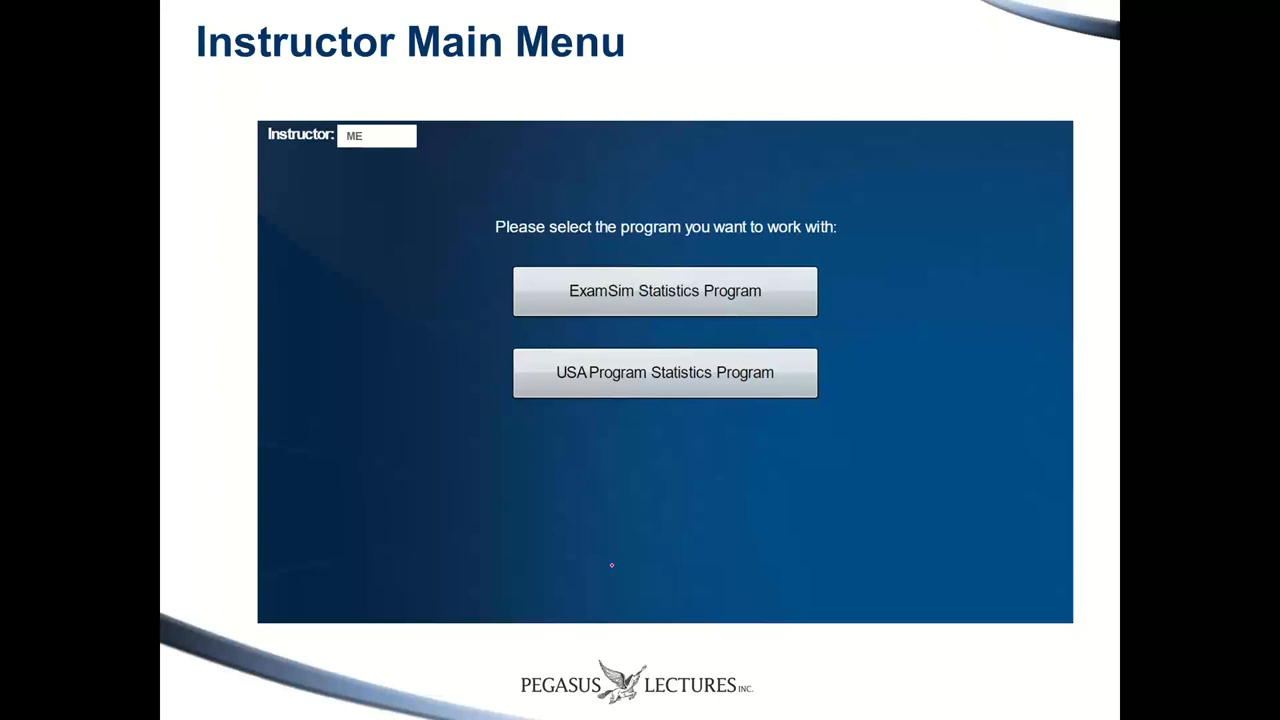 Instructor Main Menu
Instructor: ME
Please select the program you want to work with:
ExamSim Statistics Program
USA Program Statistics Program
PEGASUS LECTURES INC.